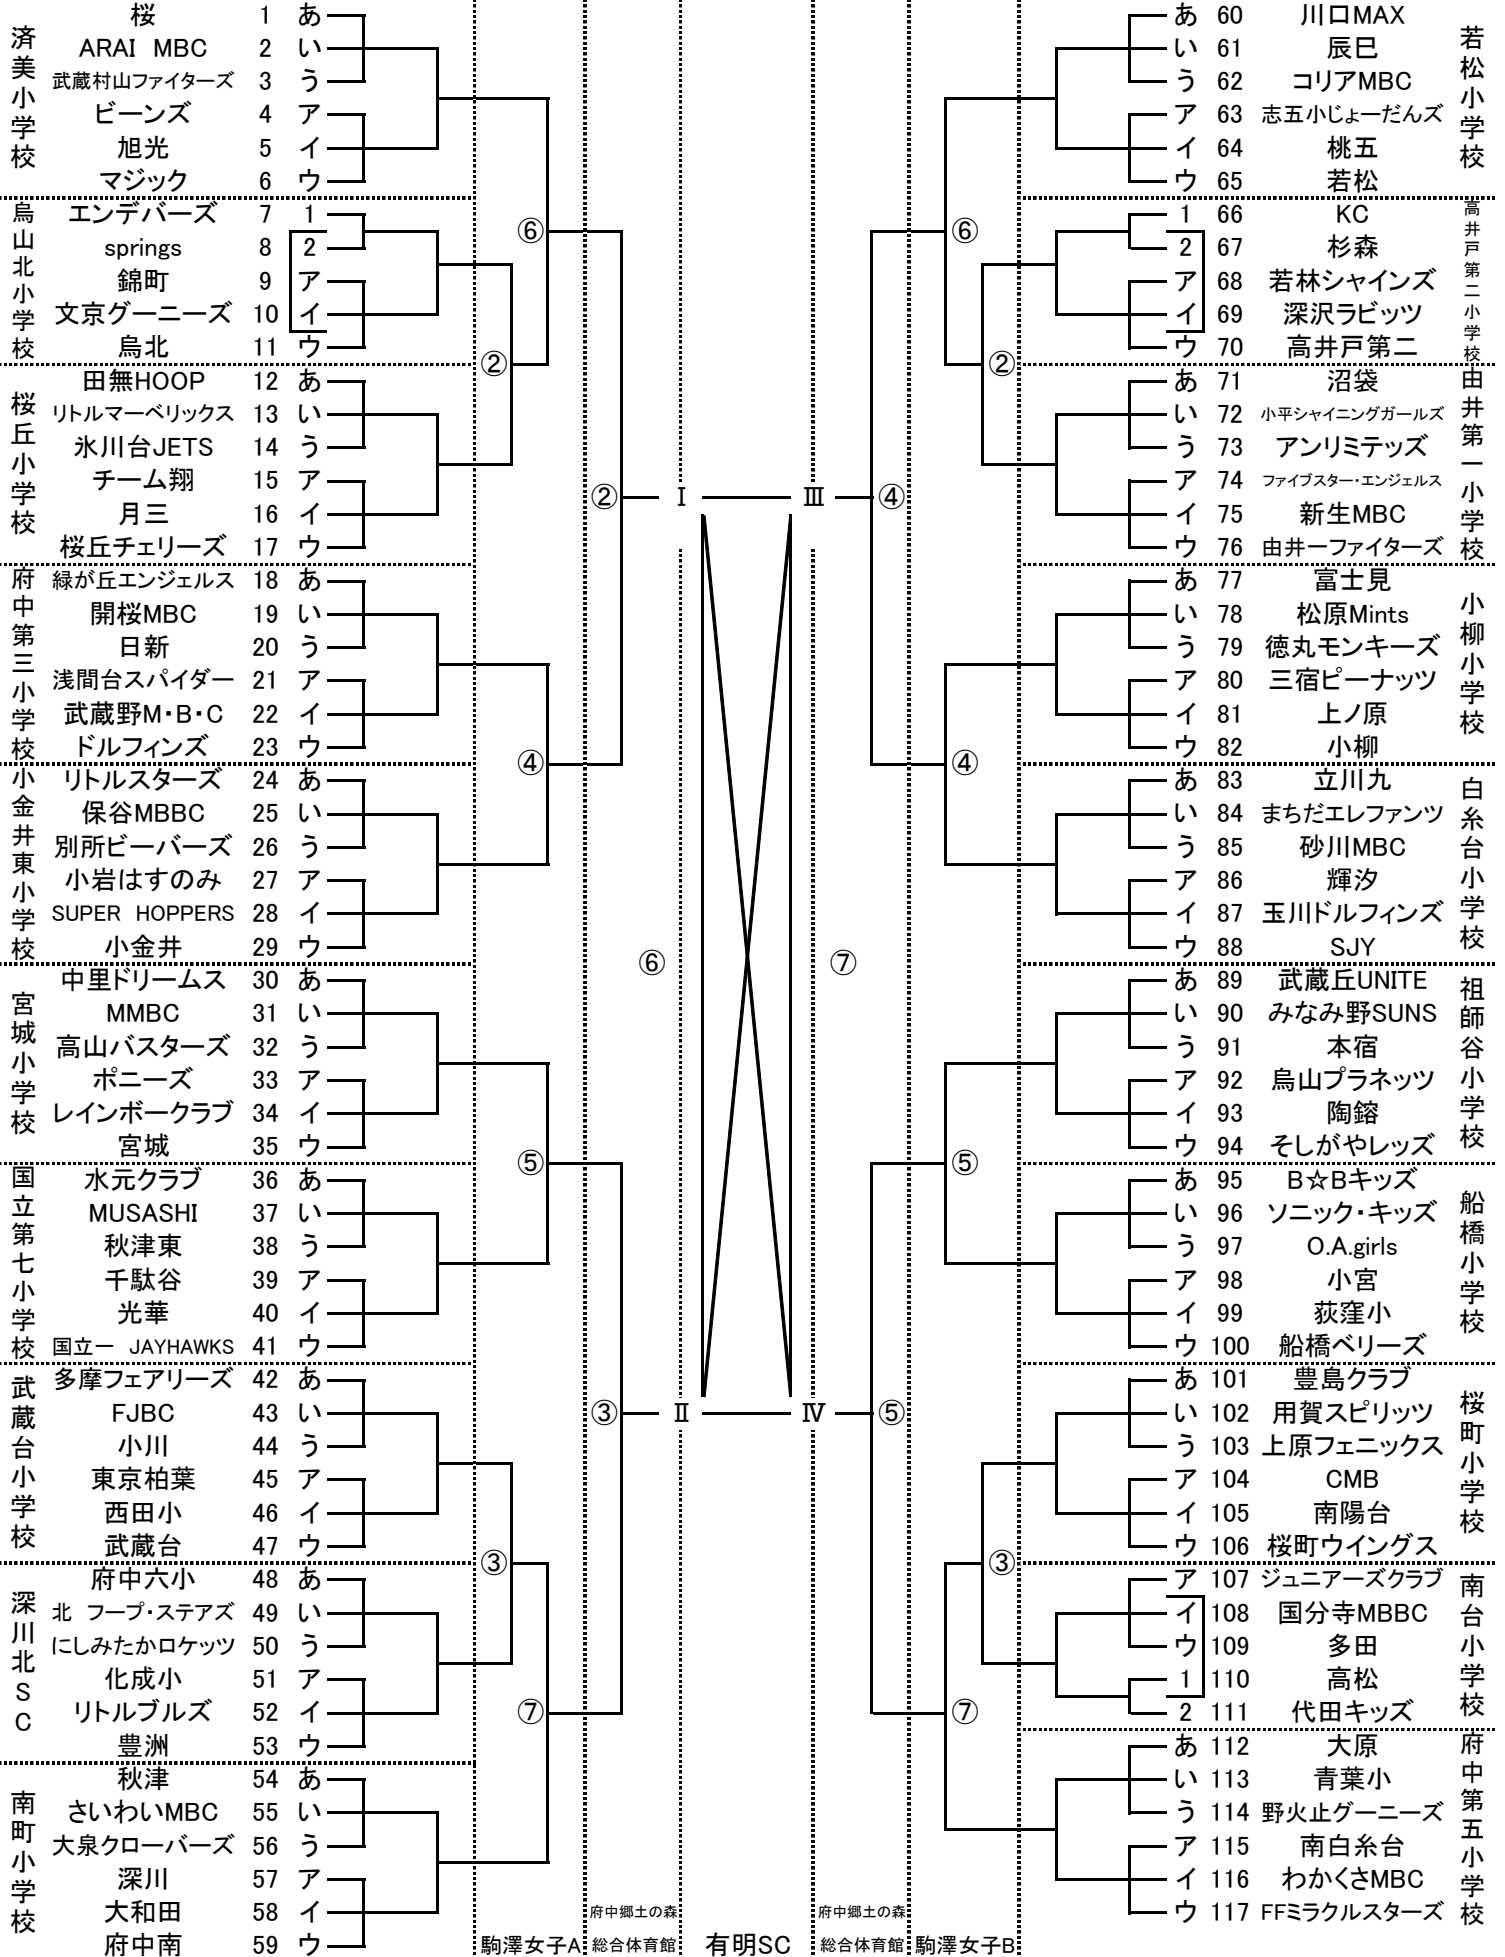 済美小学校
桜 1 あ
ARAI MBC 2 い
武蔵村山ファイターズ 3 う
ビーンズ 4 ア
旭光 5 イ
マジック 6 ウ
烏山北小学校
エンデバーズ 7 1
springs 8 2
錦町 9 ア
文京グーニーズ 10 イ
烏北 11 ウ
桜丘小学校
田無HOOP 12 あ
リトルマーベリックス 13 い
氷川台JETS 14 う
チーム翔 15 ア
月三 16 イ
桜丘チェリーズ 17 ウ
府中第三小学校
緑が丘エンジェルス 18 あ
開桜MBC 19 い
日新 20 う
浅間台スパイダー 21 ア
武蔵野M・B・C 22 イ
ドルフィンズ 23 ウ
小金井東小学校
リトルスターズ 24 あ
保谷MBBC 25 い
別所ビーバーズ 26 う
小岩はすのみ 27 ア
SUPER HOPPERS 28 イ
小金井 29 ウ
宮城小学校
中里ドリームス 30 あ
MMBC 31 い
高山バスターズ 32 う
ポニーズ 33 ア
レインボークラブ 34 イ
宮城 35 ウ
国立第七小学校
水元クラブ 36 あ
MUSASHI 37 い
秋津東 38 う
千駄谷 39 ア
光華 40 イ
国立一 JAYHAWKS 41 ウ
武蔵台小学校
多摩フェアリーズ 42 あ
FJBC 43 い
小川 44 う
東京柏葉 45 ア
西田小 46 イ
武蔵台 47 ウ
深川北SC
府中六小 48 あ
北 フープ・ステアズ 49 い
にしみたかロケッツ 50 う
化成小 51 ア
リトルブルズ 52 イ
豊洲 53 ウ
南町小学校
秋津 54 あ
さいわいMBC 55 い
大泉クローバーズ 56 う
深川 57 ア
大和田 58 イ
府中南 59 ウ
⑥
②
④
⑤
③
⑦
駒澤女子A
②
③
府中郷土の森
総合体育館
Ⅰ
Ⅲ
⑥
⑦
Ⅱ
Ⅳ
有明SC
④
⑤
府中郷土の森
総合体育館
⑥
②
④
⑤
③
⑦
駒澤女子B
あ 60 川口MAX
い 61 辰巳
う 62 コリアMBC
ア 63 志五小じょーだんズ
イ 64 桃五
ウ 65 若松
若松小学校
1 66 KC
2 67 杉森
ア 68 若林シャインズ
イ 69 深沢ラビッツ
ウ 70 高井戸第二
高井戸第二小学校
あ 71 沼袋
い 72 小平シャイニングガールズ
う 73 アンリミテッズ
ア 74 ファイブスター・エンジェルス
イ 75 新生MBC
ウ 76 由井一ファイターズ
由井第一小学校
あ 77 富士見
い 78 松原Mints
う 79 徳丸モンキーズ
ア 80 三宿ピーナッツ
イ 81 上ノ原
ウ 82 小柳
小柳小学校
あ 83 立川九
い 84 まちだエレファンツ
う 85 砂川MBC
ア 86 輝汐
イ 87 玉川ドルフィンズ
ウ 88 SJY
白糸台小学校
あ 89 武蔵丘UNITE
い 90 みなみ野SUNS
う 91 本宿
ア 92 烏山プラネッツ
イ 93 陶鎔
ウ 94 そしがやレッズ
祖師谷小学校
あ 95 B☆Bキッズ
い 96 ソニック・キッズ
う 97 O.A.girls
ア 98 小宮
イ 99 荻窪小
ウ 100 船橋ベリーズ
船橋小学校
あ 101 豊島クラブ
い 102 用賀スピリッツ
う 103 上原フェニックス
ア 104 CMB
イ 105 南陽台
ウ 106 桜町ウイングス
桜町小学校
ア 107 ジュニアーズクラブ
イ 108 国分寺MBBC
ウ 109 多田
1 110 高松
2 111 代田キッズ
南台小学校
あ 112 大原
い 113 青葉小
う 114 野火止グーニーズ
ア 115 南白糸台
イ 116 わかくさMBC
ウ 117 FFミラクルスターズ
府中第五小学校